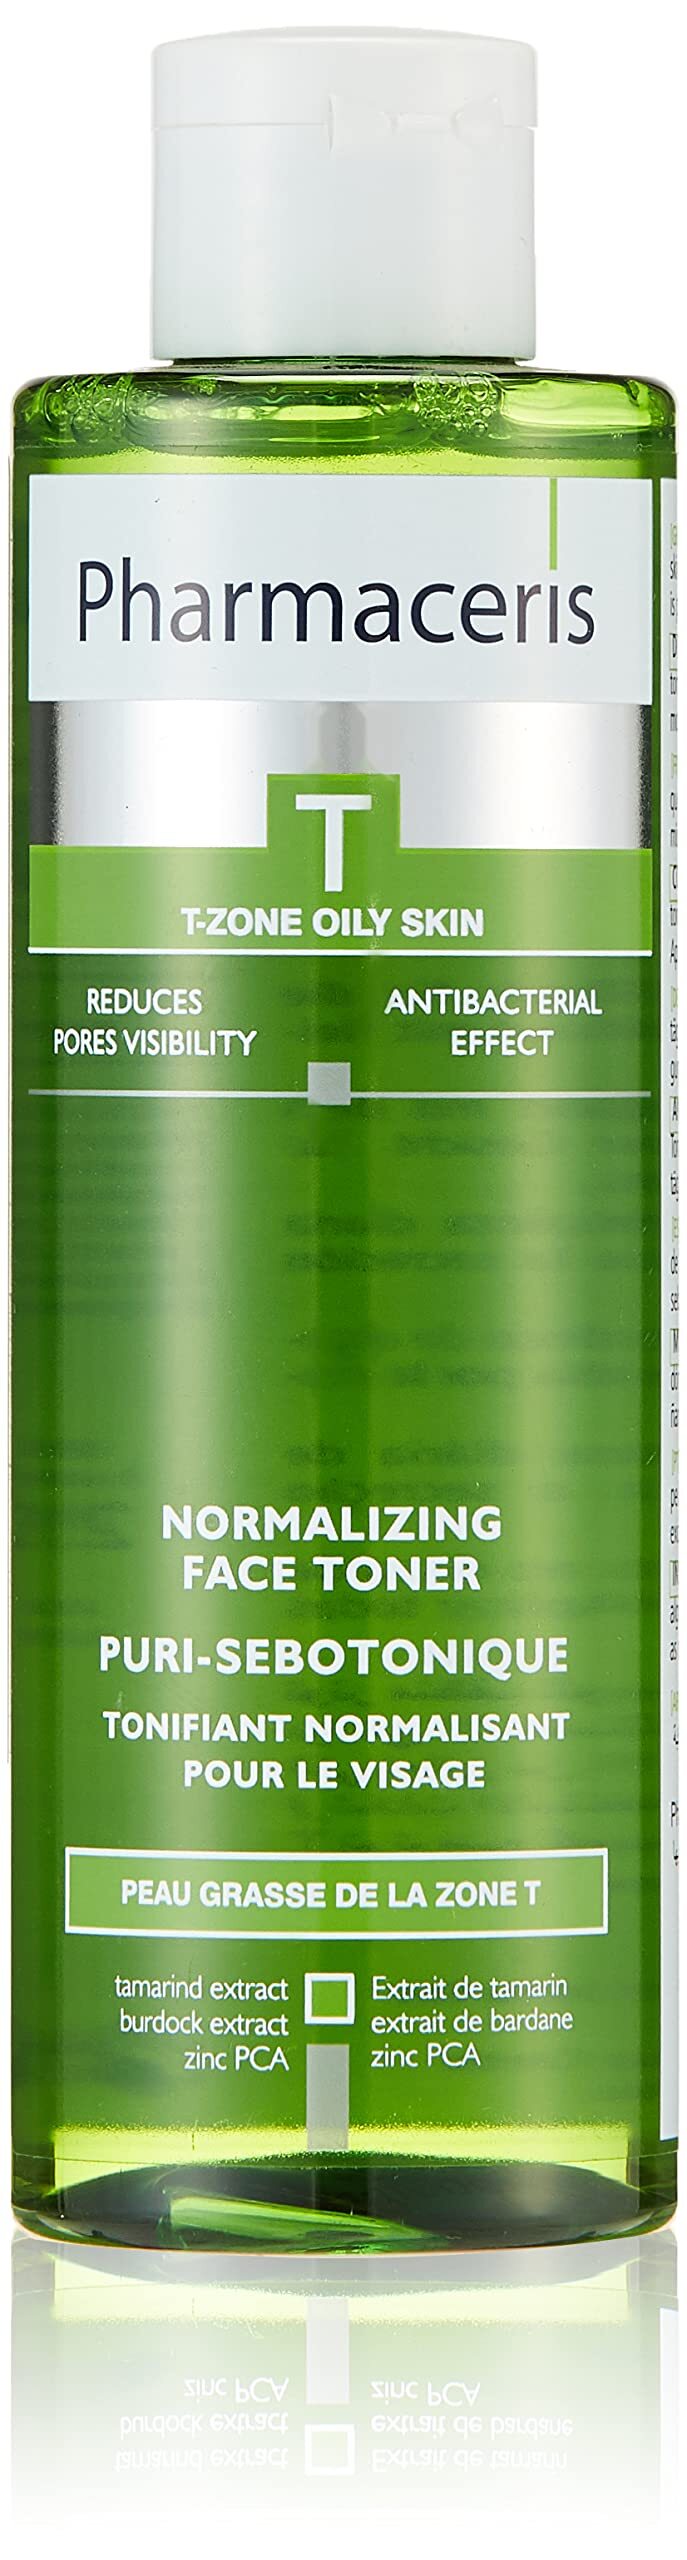 Pharmaceris
T
T-ZONE OILY SKIN
REDUCES
PORES VISIBILITY
ANTIBACTERIAL
EFFECT
NORMALIZING
FACE TONER
PURI-SEBOTONIQUE
TONIFIANT NORMALISANT
POUR LE VISAGE
PEAU GRASSE DE LA ZONE T
tamarind extract
burdock extract
zinc PCA
Extrait de tamarin
extrait de bardane
zinc PCA